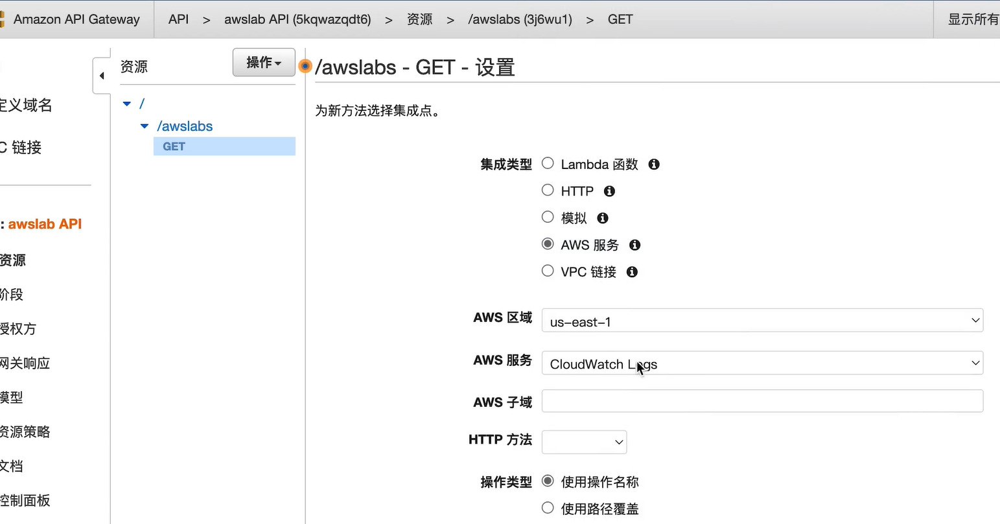 Amazon API Gateway API > awslab API (5kqwazqdt6) > 资源 > /awslabs (3j6wu1) > GET 显示所有
资源 操作
/
/awslabs
GET
定义域名
C 链接
: awslab API
资源
阶段
授权方
网关响应
模型
资源策略
文档
控制面板
/awslabs - GET - 设置
为新方法选择集成点。
集成类型 Lambda 函数
HTTP
模拟
AWS 服务
VPC 链接
AWS 区域 us-east-1
AWS 服务 CloudWatch Logs
AWS 子域
HTTP 方法
操作类型 使用操作名称
使用路径覆盖